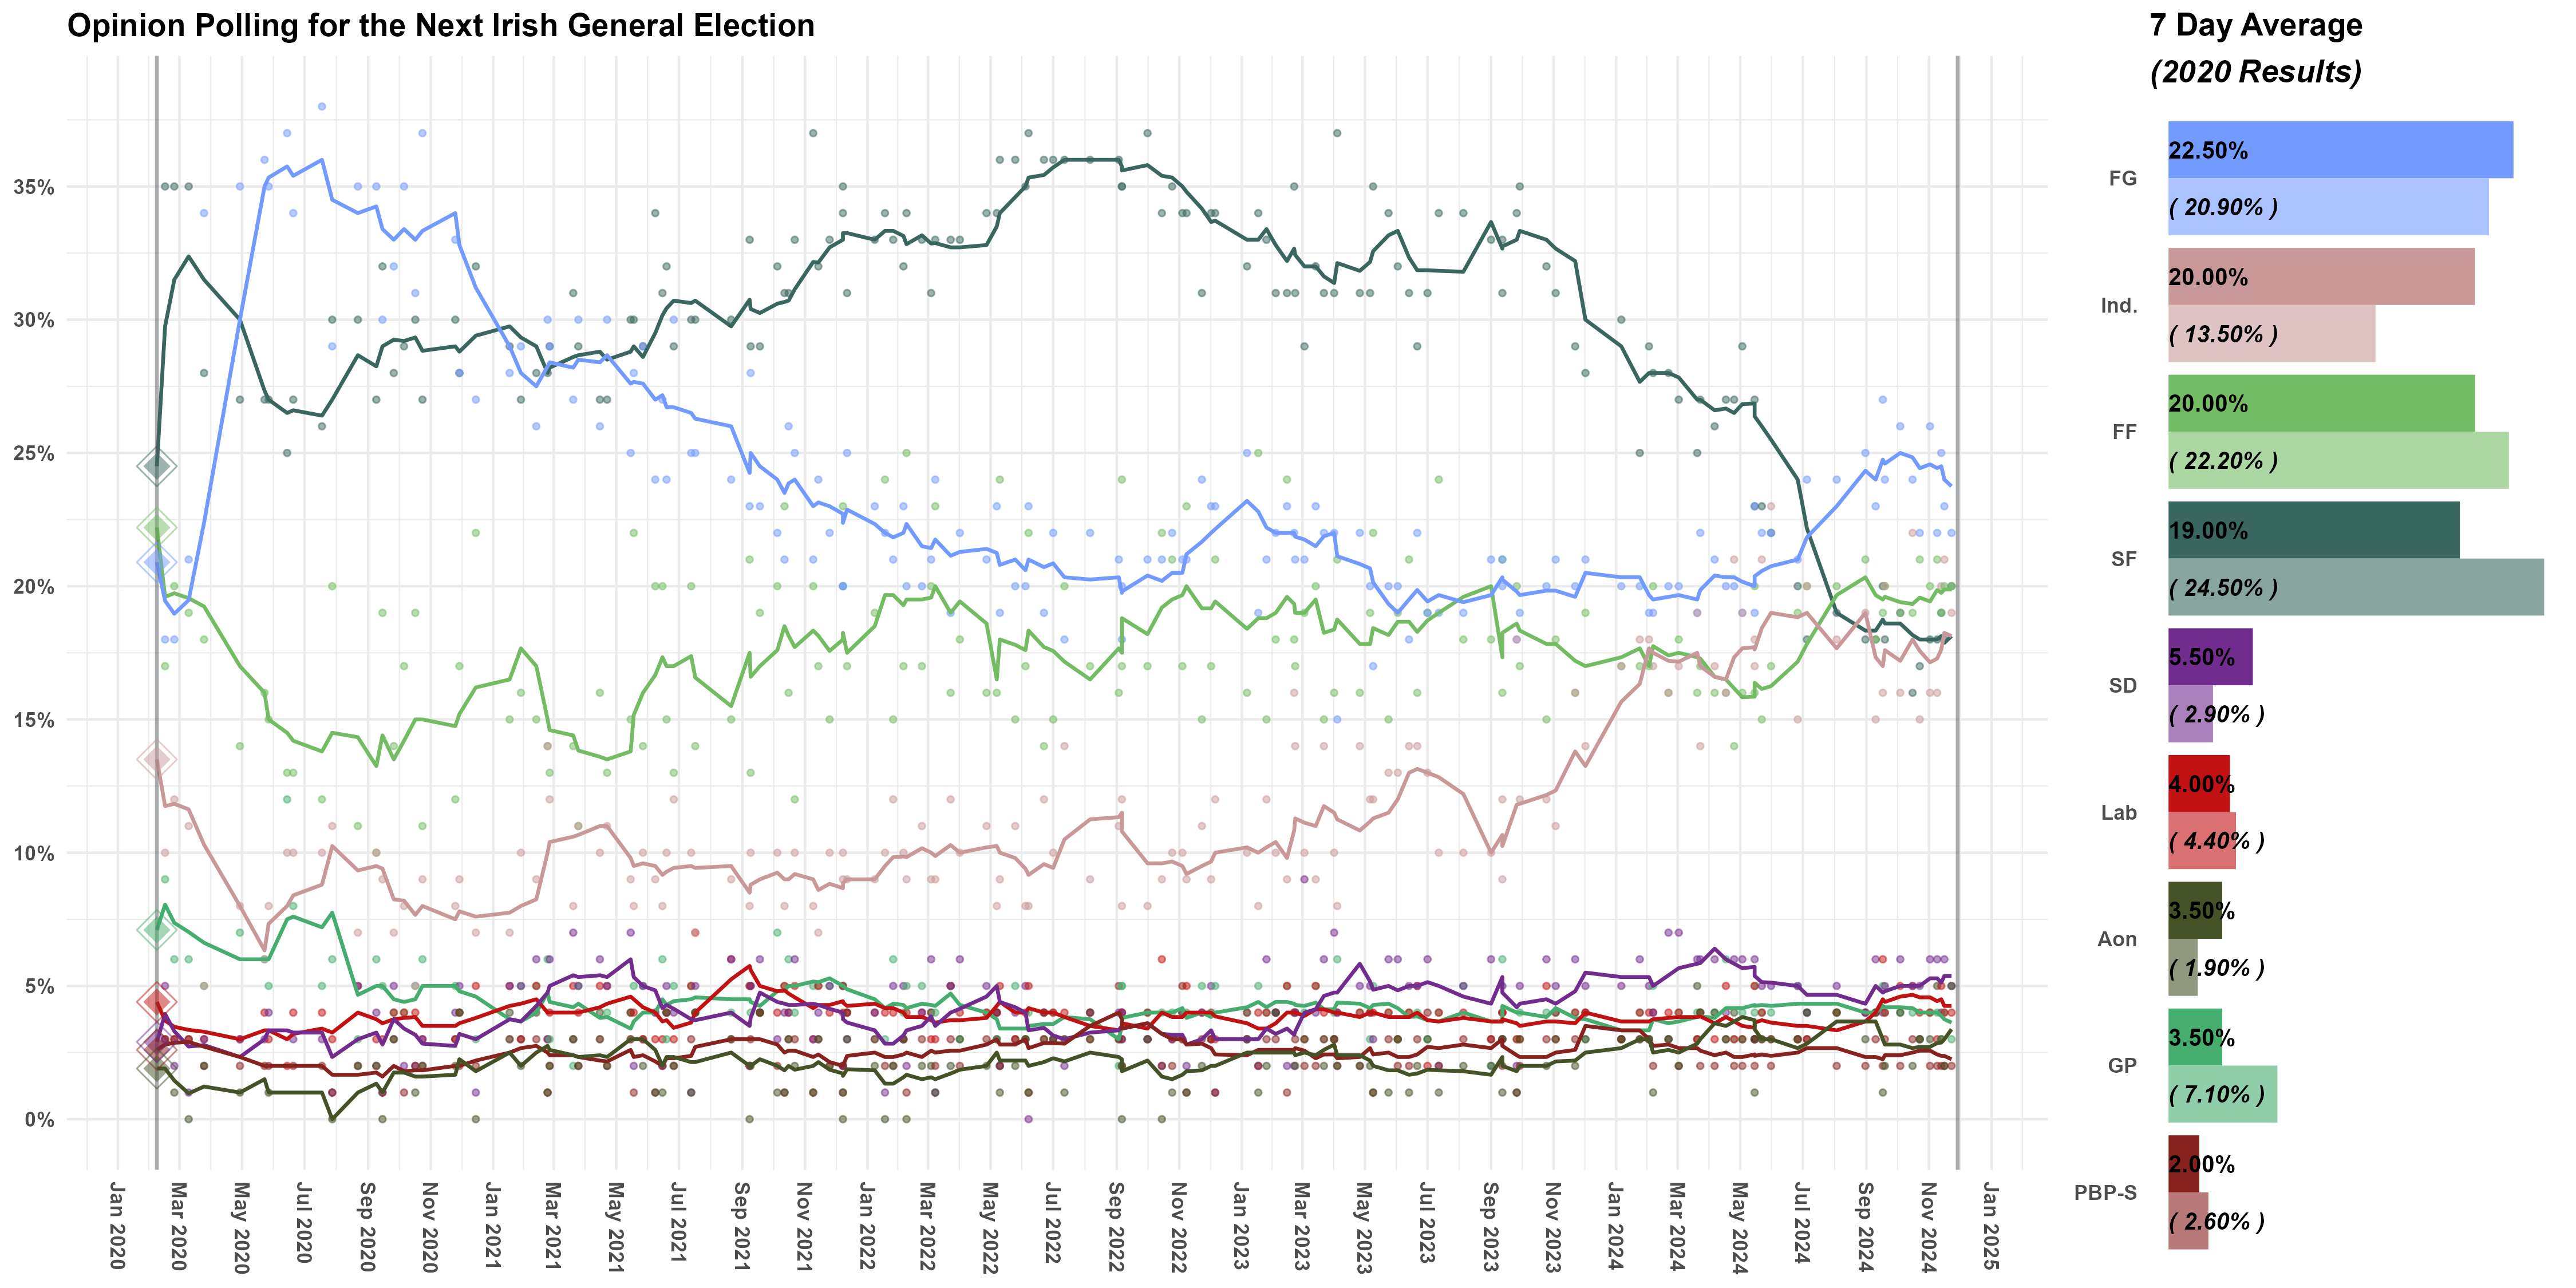 Opinion Polling for the Next Irish General Election
7 Day Average
(2020 Results)
35%
30%
25%
20%
15%
10%
5%
0%
Jan 2020
Mar 2020
May 2020
Jul 2020
Sep 2020
Nov 2020
Jan 2021
Mar 2021
May 2021
Jul 2021
Sep 2021
Nov 2021
Jan 2022
Mar 2022
May 2022
Jul 2022
Sep 2022
Nov 2022
Jan 2023
Mar 2023
May 2023
Jul 2023
Sep 2023
Nov 2023
Jan 2024
Mar 2024
May 2024
Jul 2024
Sep 2024
Nov 2024
Jan 2025
FG
22.50%
( 20.90% )
Ind.
20.00%
( 13.50% )
FF
20.00%
( 22.20% )
SF
19.00%
( 24.50% )
SD
5.50%
( 2.90% )
Lab
4.00%
( 4.40% )
Aon
3.50%
( 1.90% )
GP
3.50%
( 7.10% )
PBP-S
2.00%
( 2.60% )